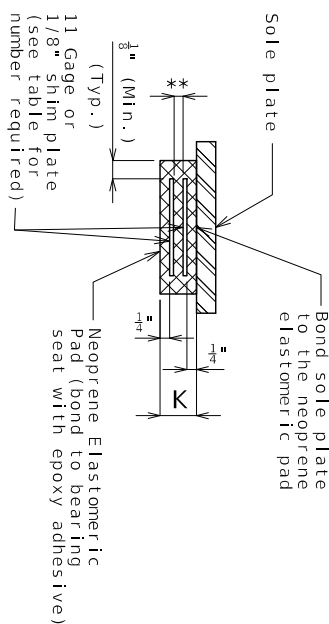 Sole plate
Bond sole plate
to the neoprene
elastomeric pad
**
1/8" (Min.)
(Typ.)
1/4"
1/4"
K
11 Gage or
1/8" shim plate
(see table for
number required)
Neoprene Elastomeric
Pad (bond to bearing
seat with epoxy adhesive)